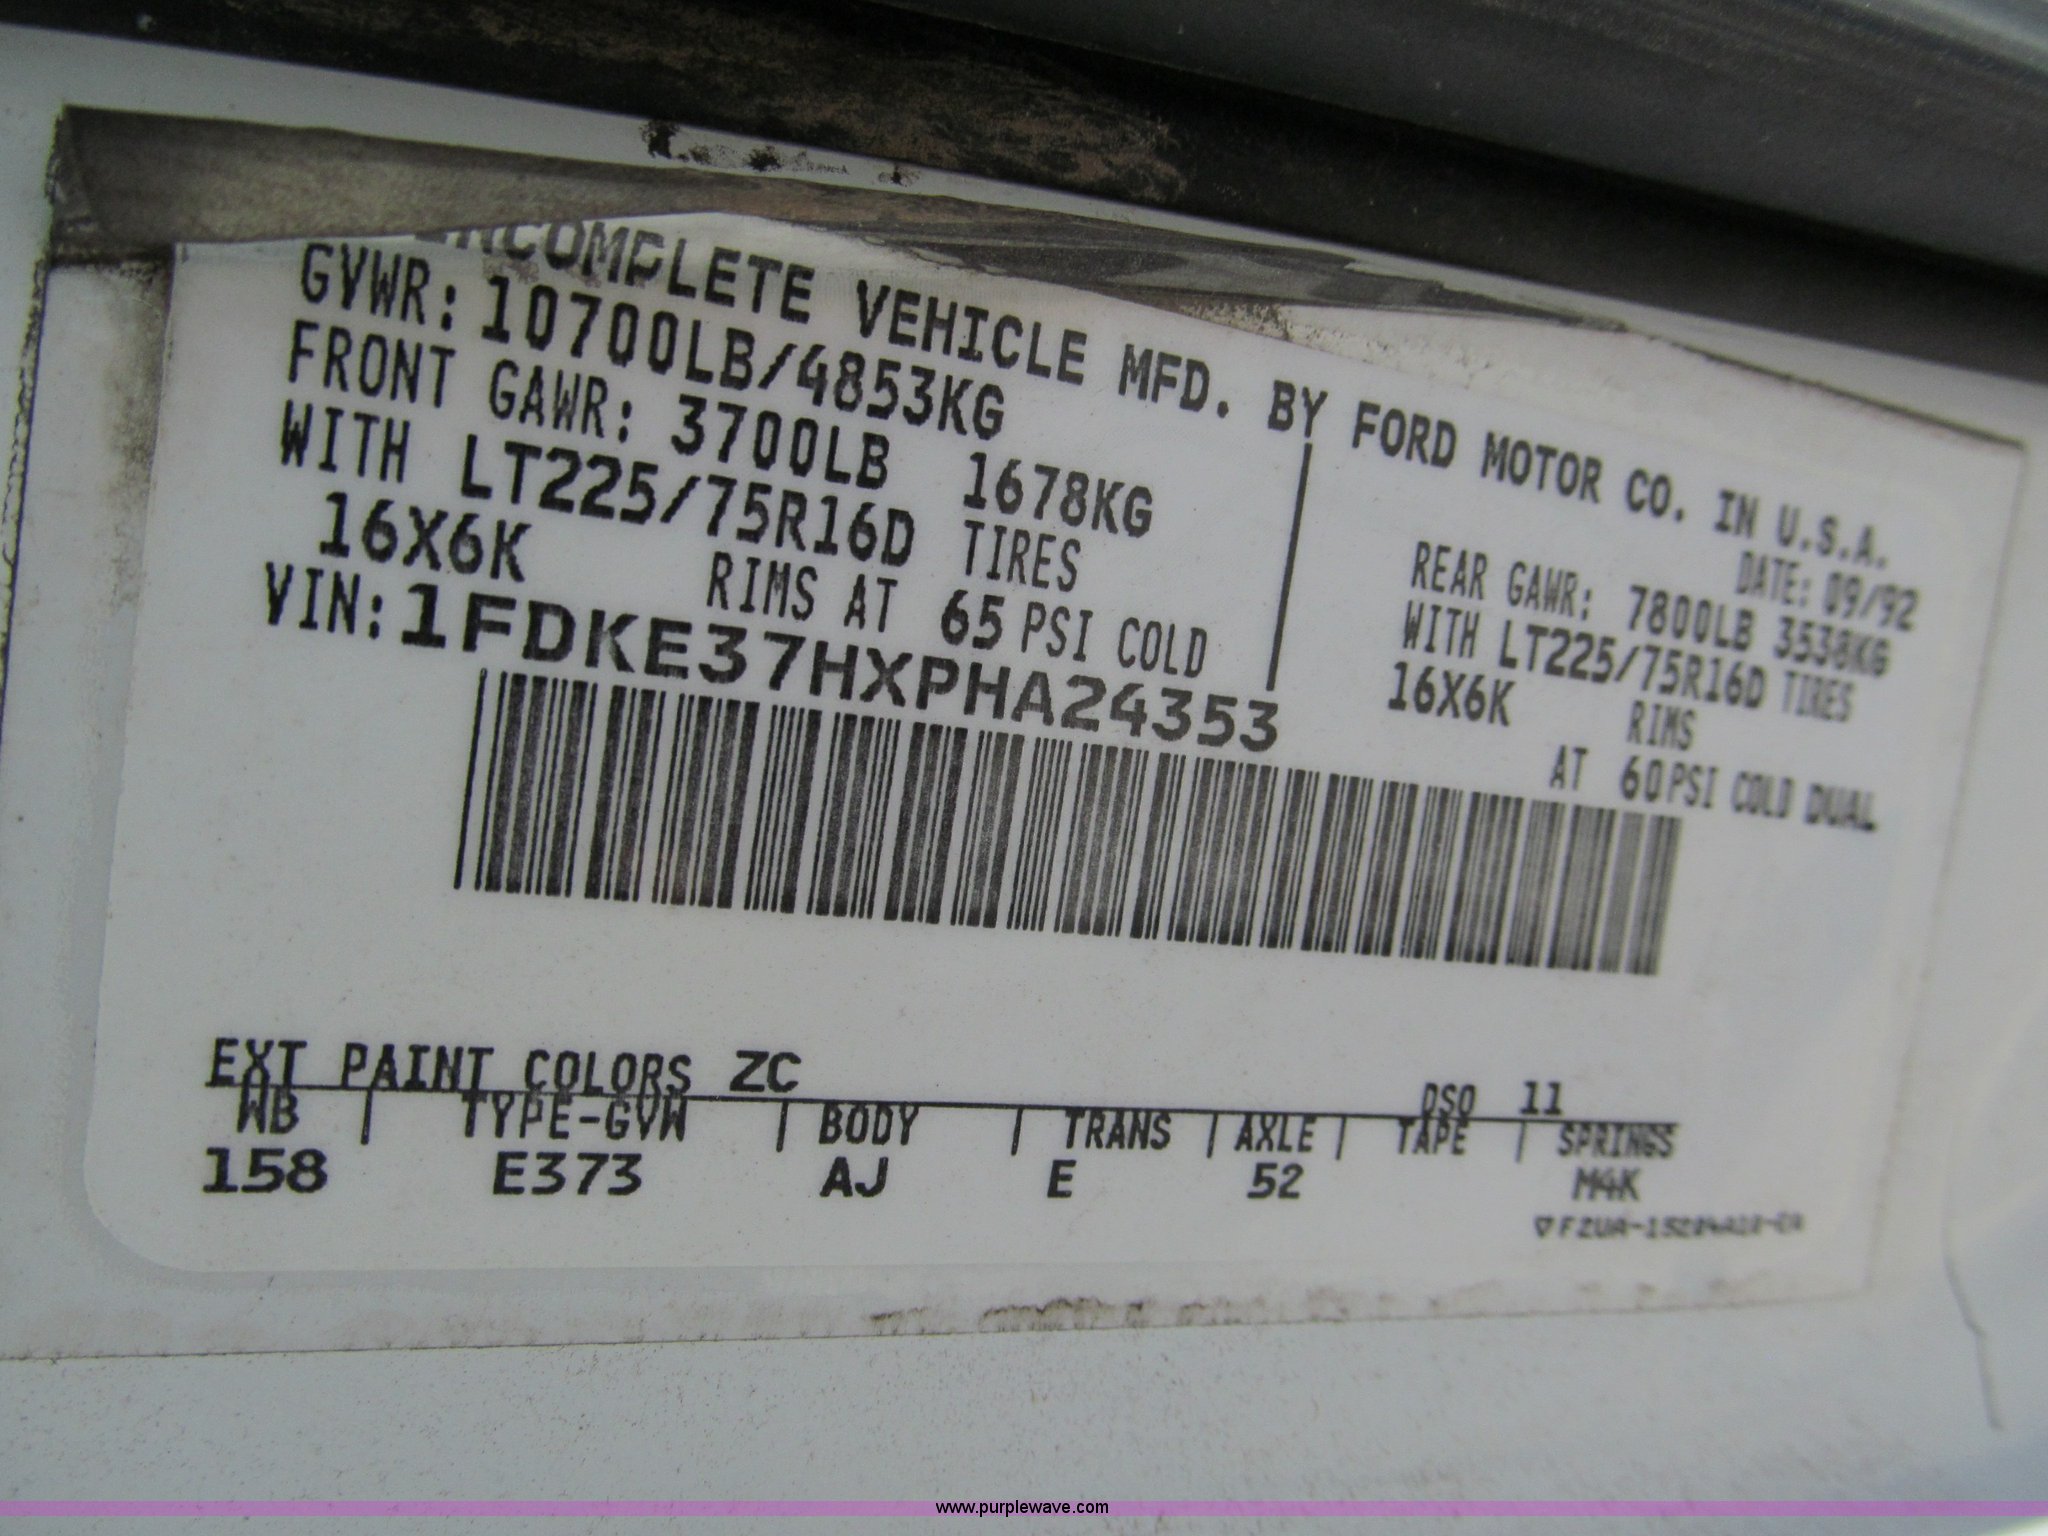 INCOMPLETE VEHICLE MFD. BY FORD MOTOR CO. IN U.S.A.
GVWR: 10700LB/4853KG
DATE: 09/92
FRONT GAWR: 3700LB 1678KG
WITH LT225/75R16D TIRES
16X6K RIMS AT 65 PSI COLD
REAR GAWR: 7800LB 3538KG
WITH LT225/75R16D TIRES
16X6K RIMS
AT 60 PSI COLD DUAL
VIN: 1FDKE37HXPHA24353
EXT PAINT COLORS ZC
DSO 11
WB | TYPE-GVW | BODY | TRANS | AXLE | TAPE | SPRINGS
158 E373 AJ E 52 M4K
www.purplewave.com